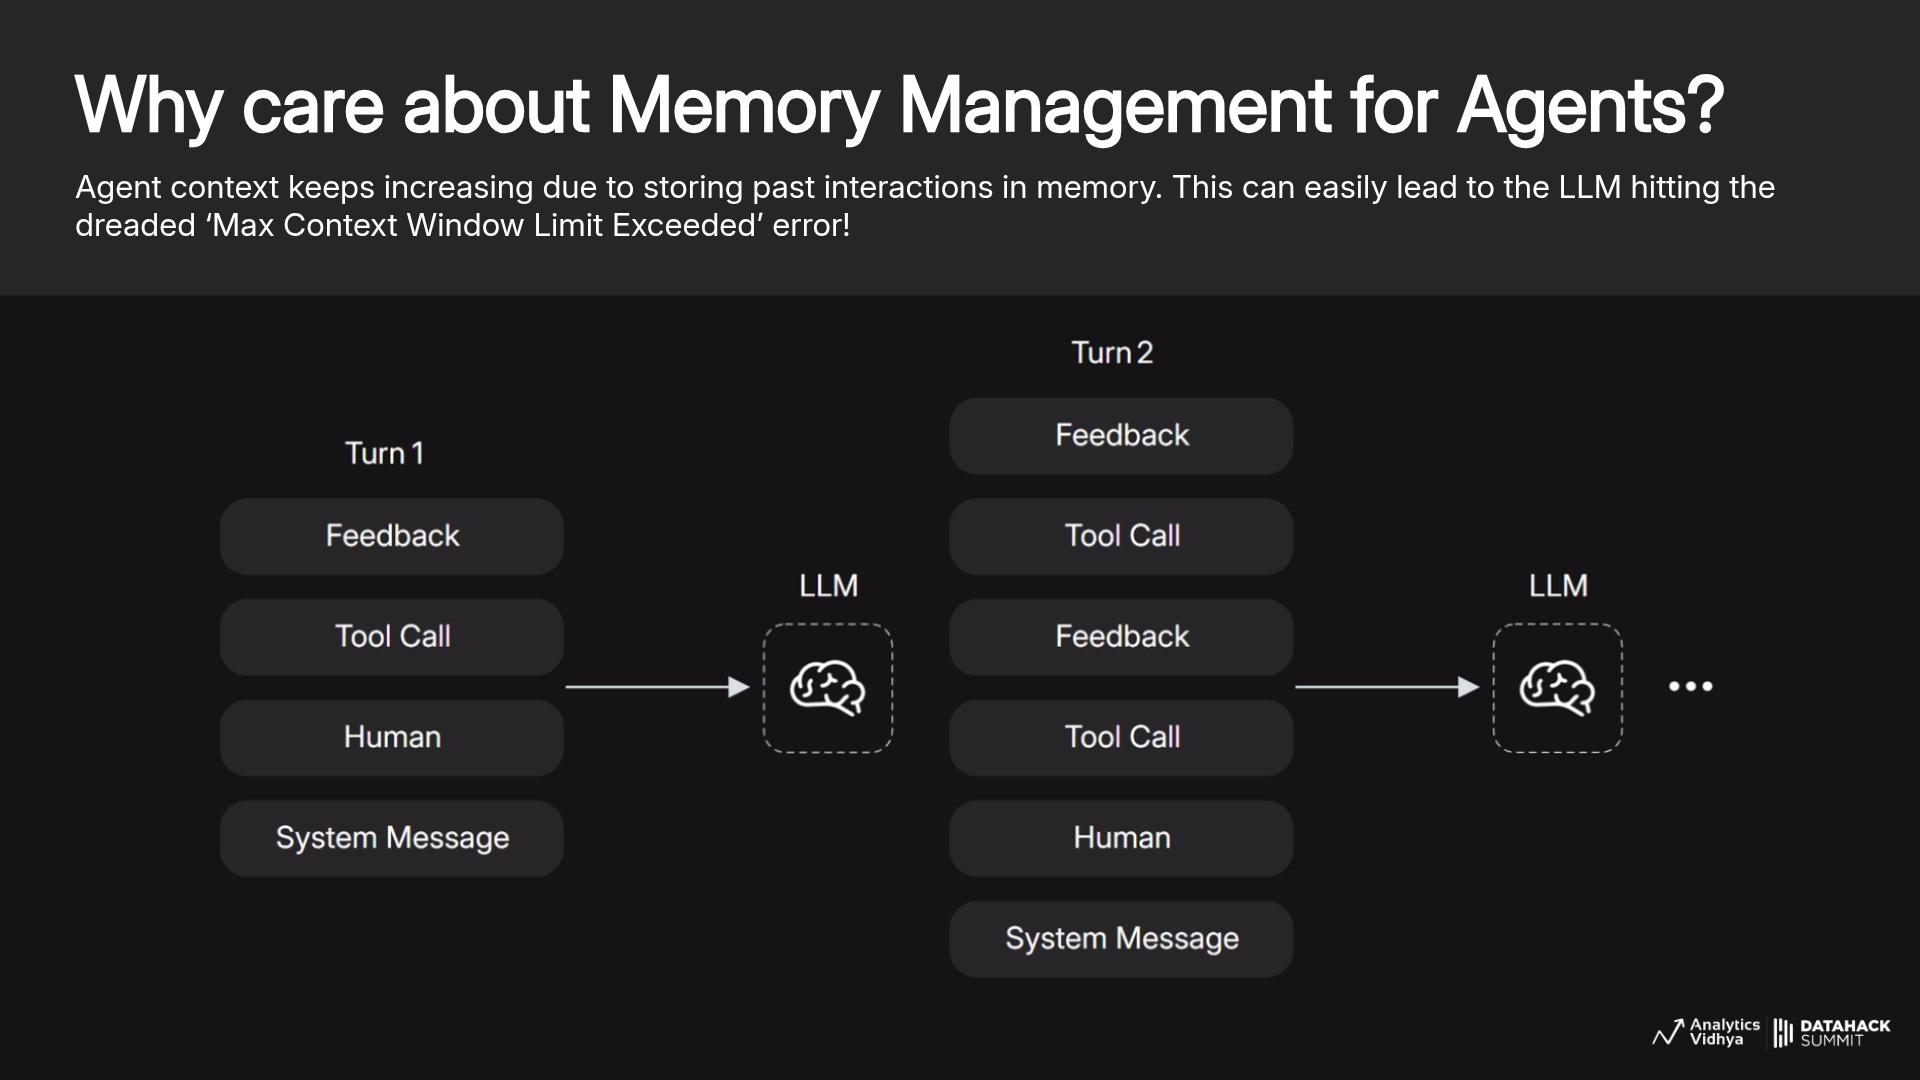 Why care about Memory Management for Agents?
Agent context keeps increasing due to storing past interactions in memory. This can easily lead to the LLM hitting the
dreaded ‘Max Context Window Limit Exceeded’ error!
Turn 1
Feedback
Tool Call
Human
System Message
LLM
Turn 2
Feedback
Tool Call
Feedback
Tool Call
Human
System Message
LLM
Analytics
Vidhya
DATAHACK
SUMMIT